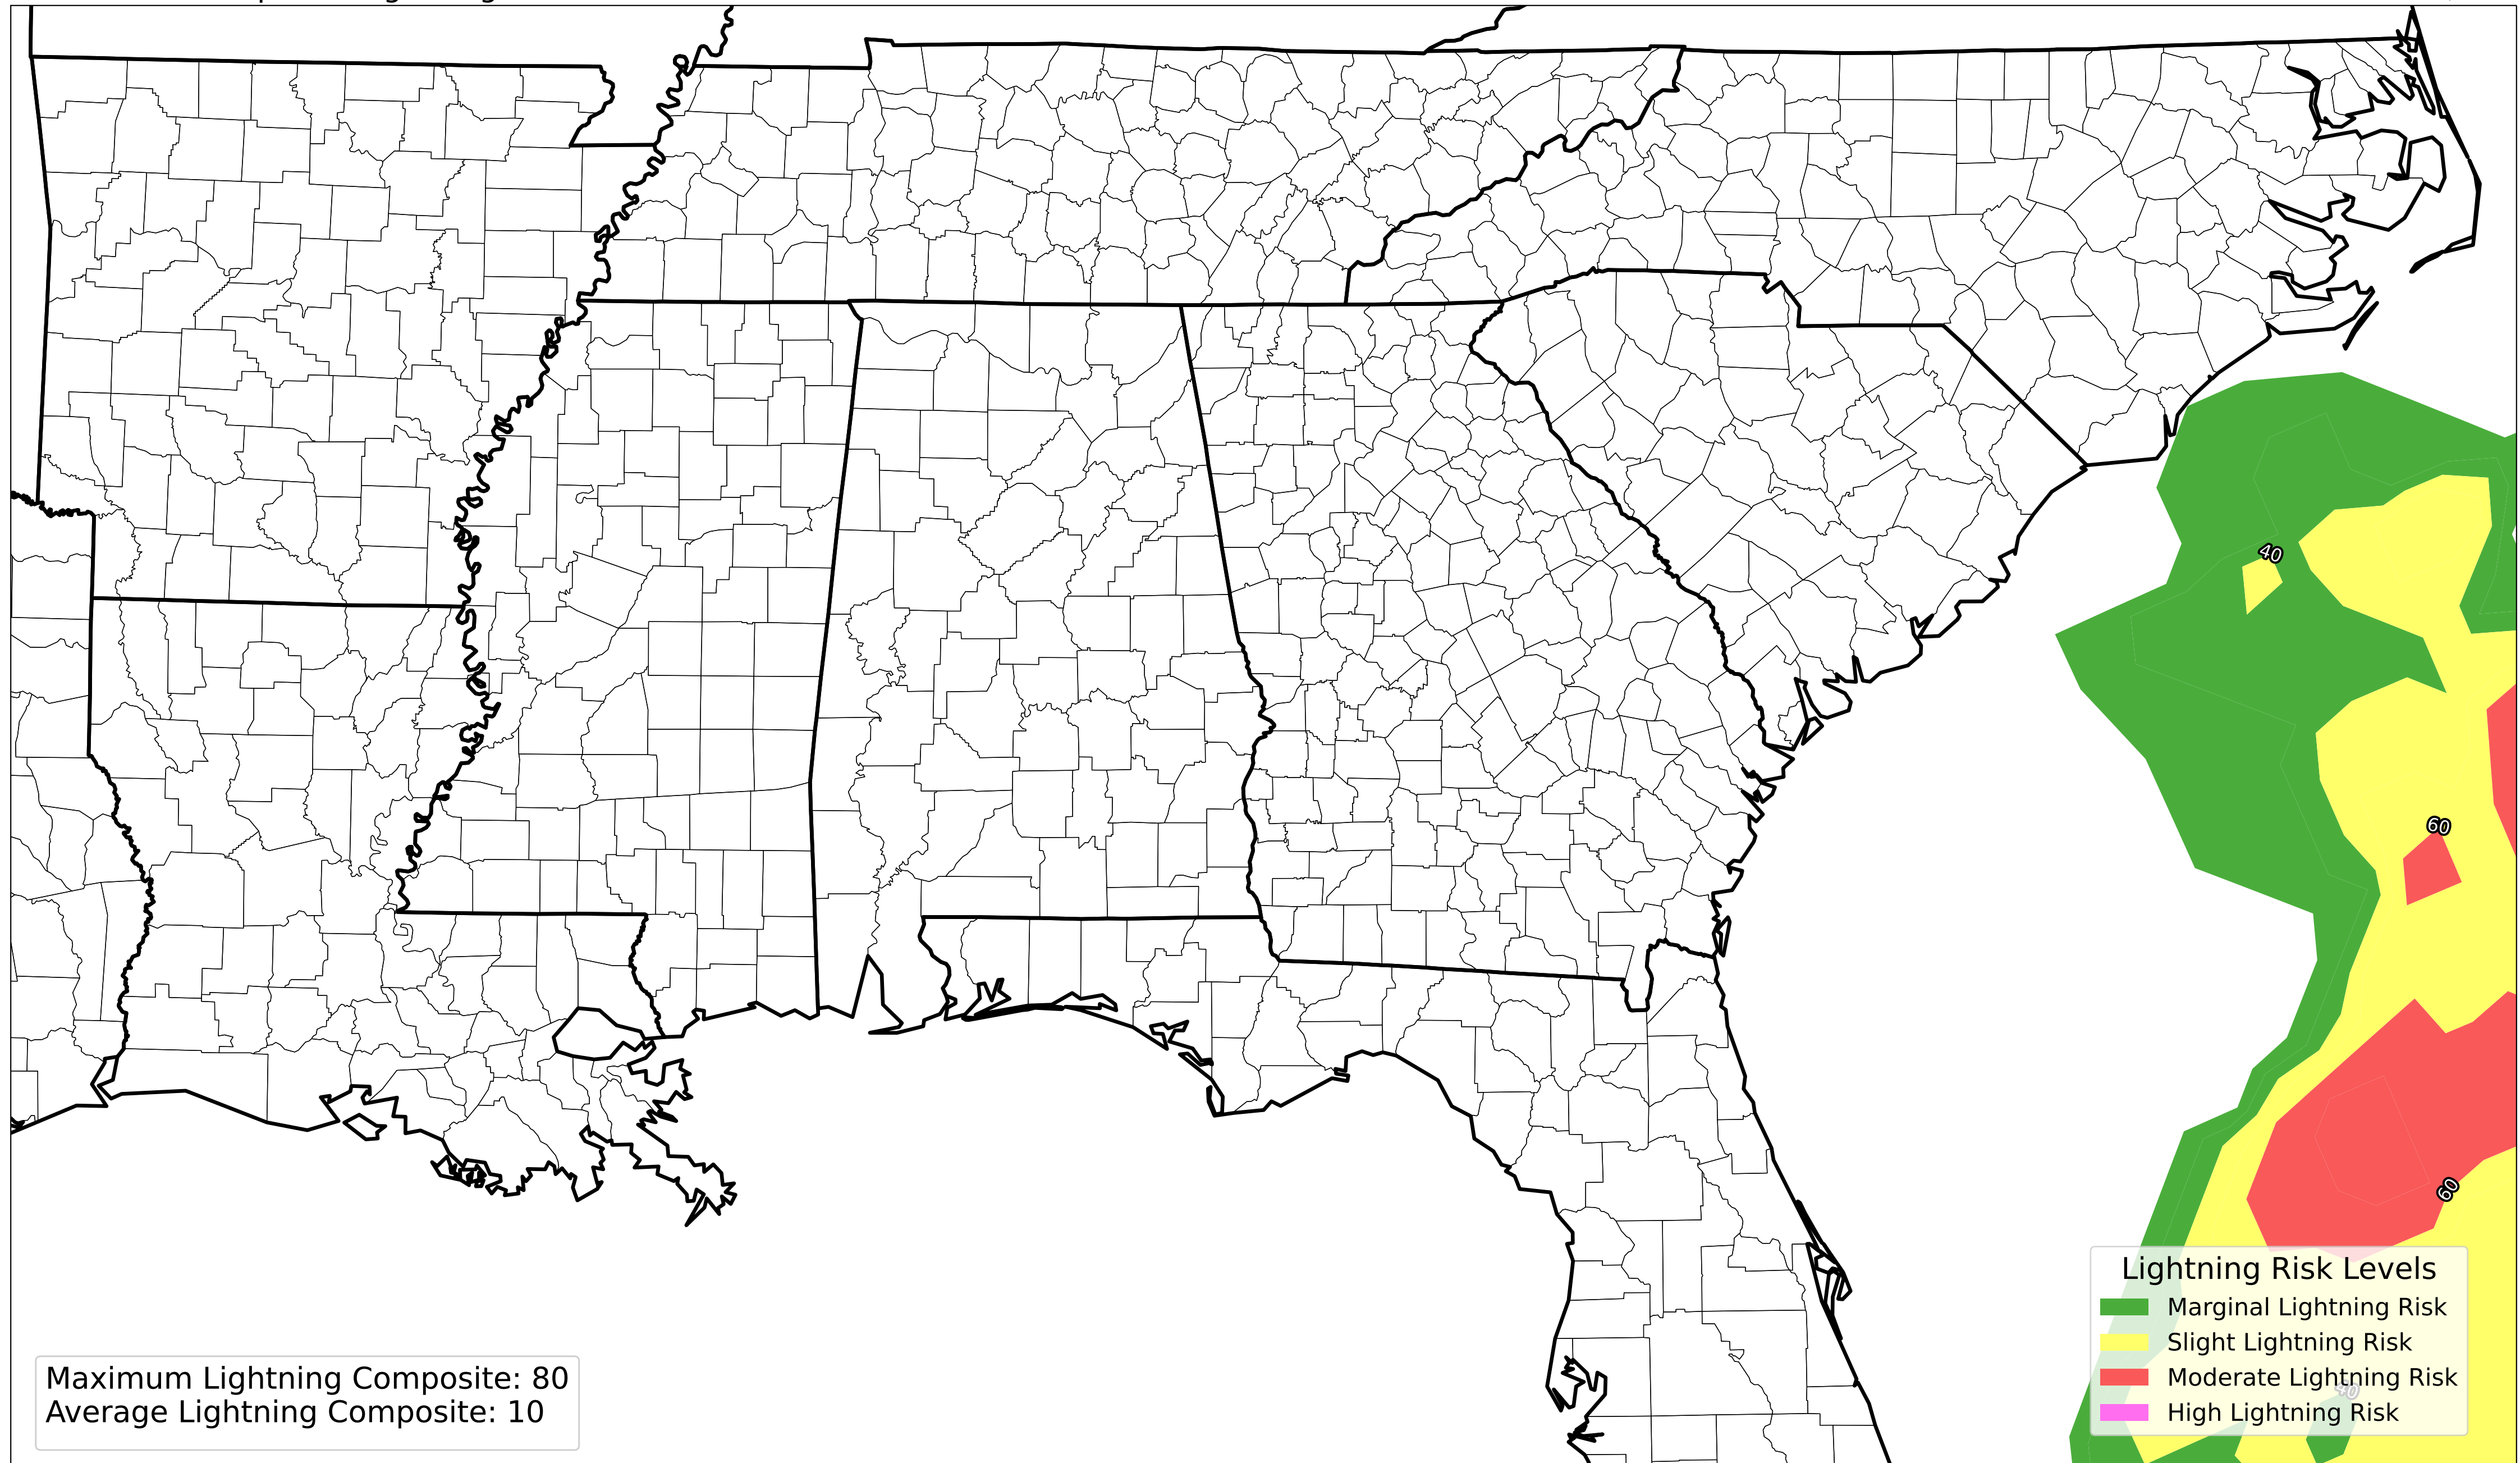 40
60
60
Lightning Risk Levels
Marginal Lightning Risk
Slight Lightning Risk
Moderate Lightning Risk
40
High Lightning Risk
Maximum Lightning Composite: 80
Average Lightning Composite: 10